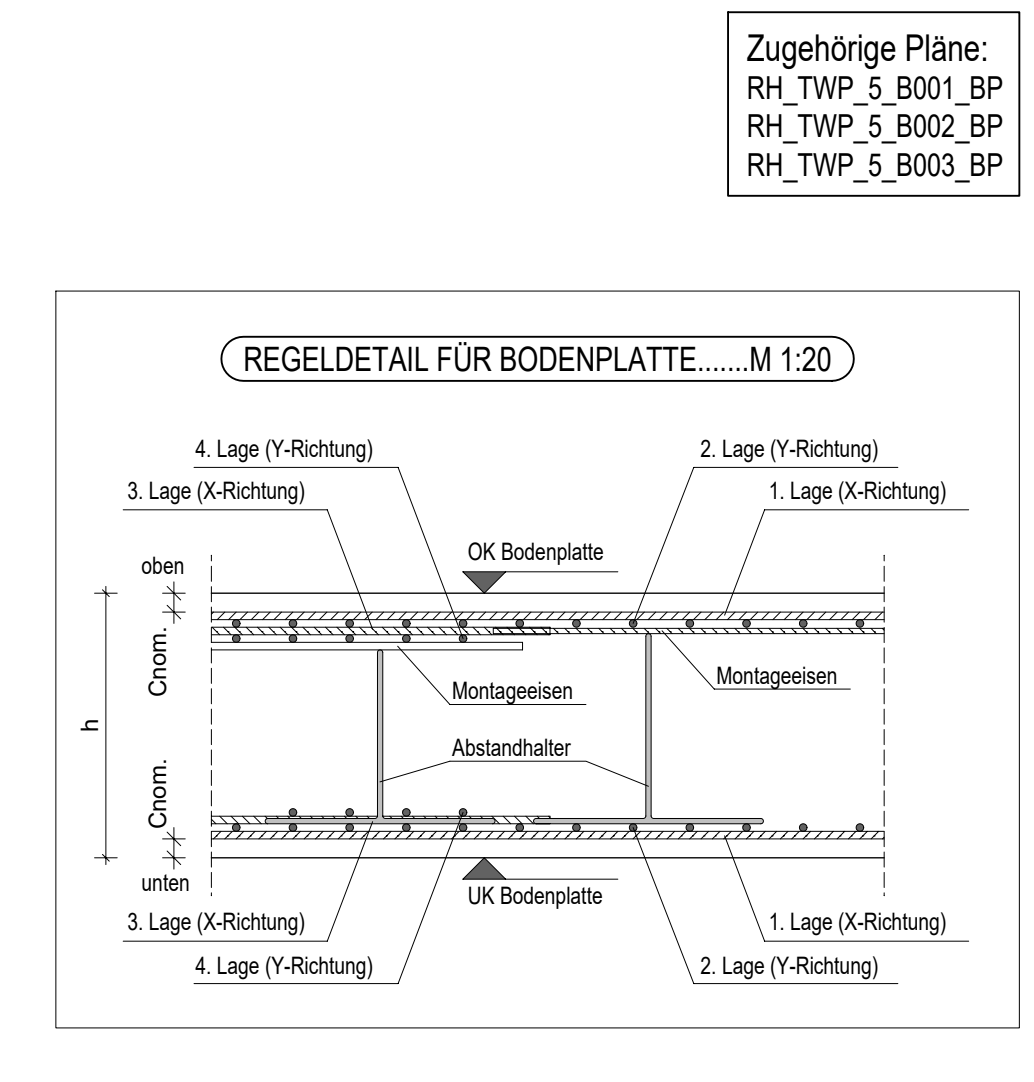 Zugehörige Pläne:
RH_TWP_5_B001_BP
RH_TWP_5_B002_BP
RH_TWP_5_B003_BP
REGELDETAIL FÜR BODENPLATTE.......M 1:20
4. Lage (Y-Richtung)
2. Lage (Y-Richtung)
3. Lage (X-Richtung)
1. Lage (X-Richtung)
OK Bodenplatte
oben
Cnom.
Montageeisen
Montageeisen
h
Abstandhalter
Cnom.
unten
UK Bodenplatte
3. Lage (X-Richtung)
1. Lage (X-Richtung)
4. Lage (Y-Richtung)
2. Lage (Y-Richtung)